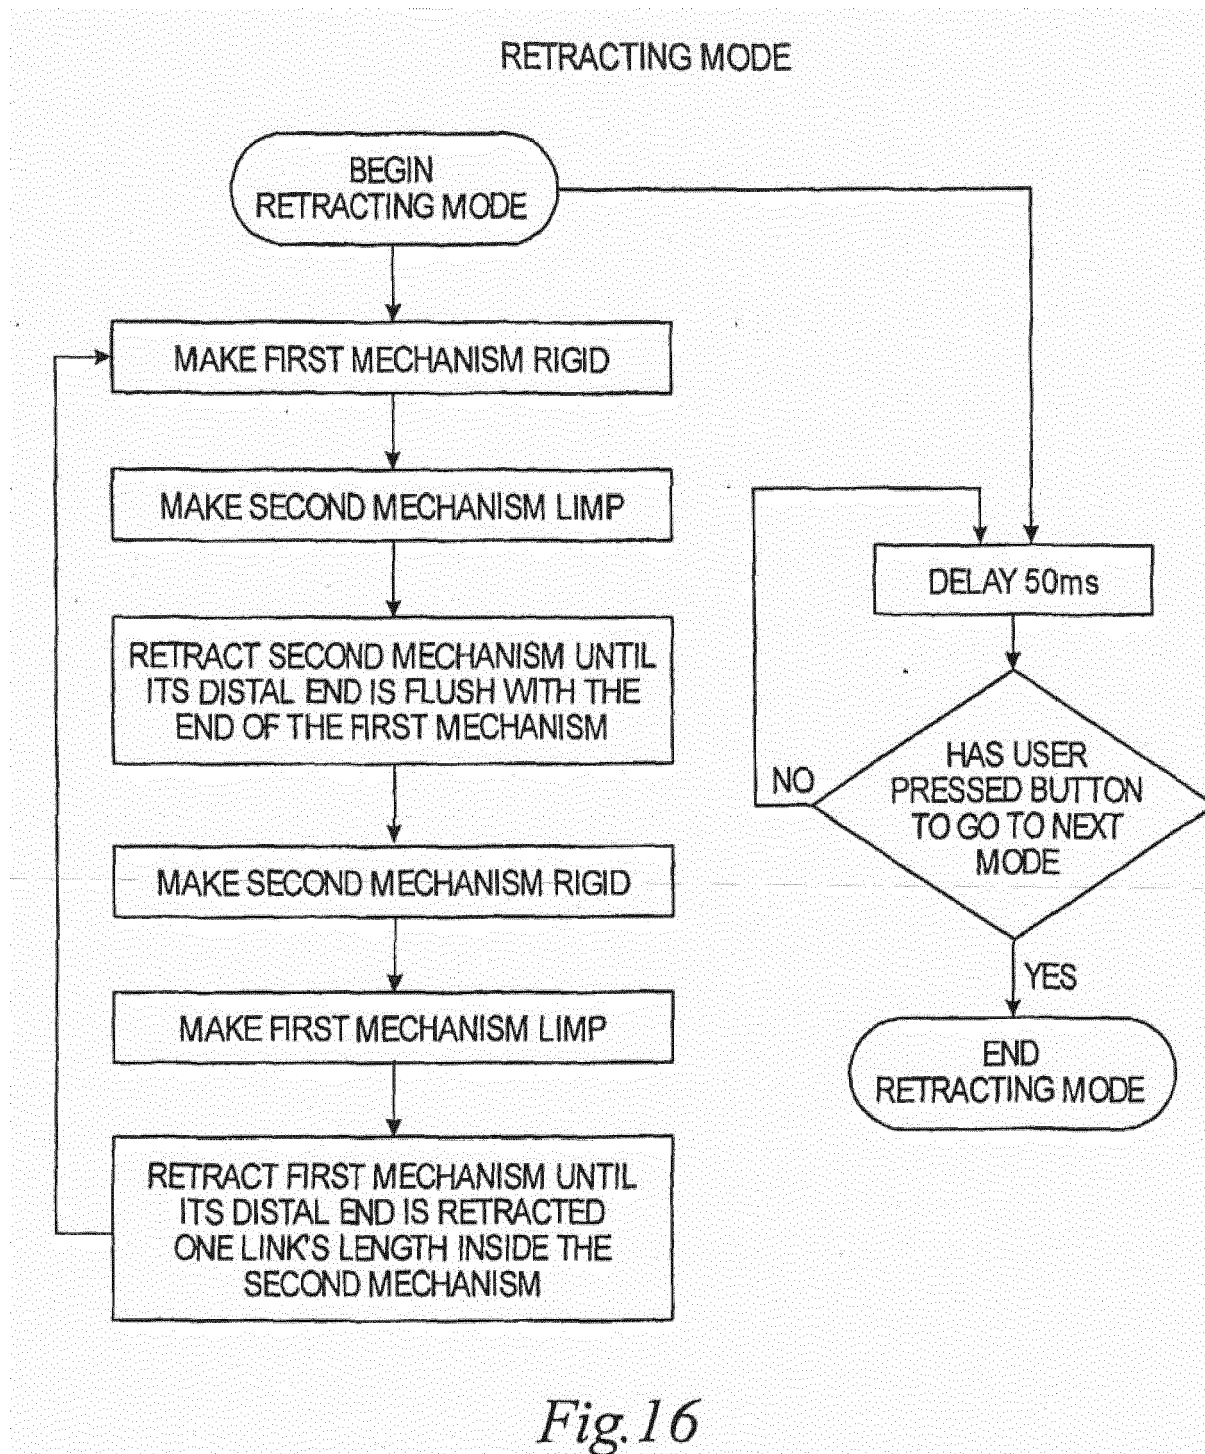 RETRACTING MODE
BEGIN
RETRACTING MODE
MAKE FIRST MECHANISM RIGID
MAKE SECOND MECHANISM LIMP
RETRACT SECOND MECHANISM UNTIL
ITS DISTAL END IS FLUSH WITH THE
END OF THE FIRST MECHANISM
MAKE SECOND MECHANISM RIGID
MAKE FIRST MECHANISM LIMP
RETRACT FIRST MECHANISM UNTIL
ITS DISTAL END IS RETRACTED
ONE LINK'S LENGTH INSIDE THE
SECOND MECHANISM
DELAY 50ms
HAS USER
PRESSED BUTTON
TO GO TO NEXT
MODE
NO
YES
END
RETRACTING MODE
Fig.16